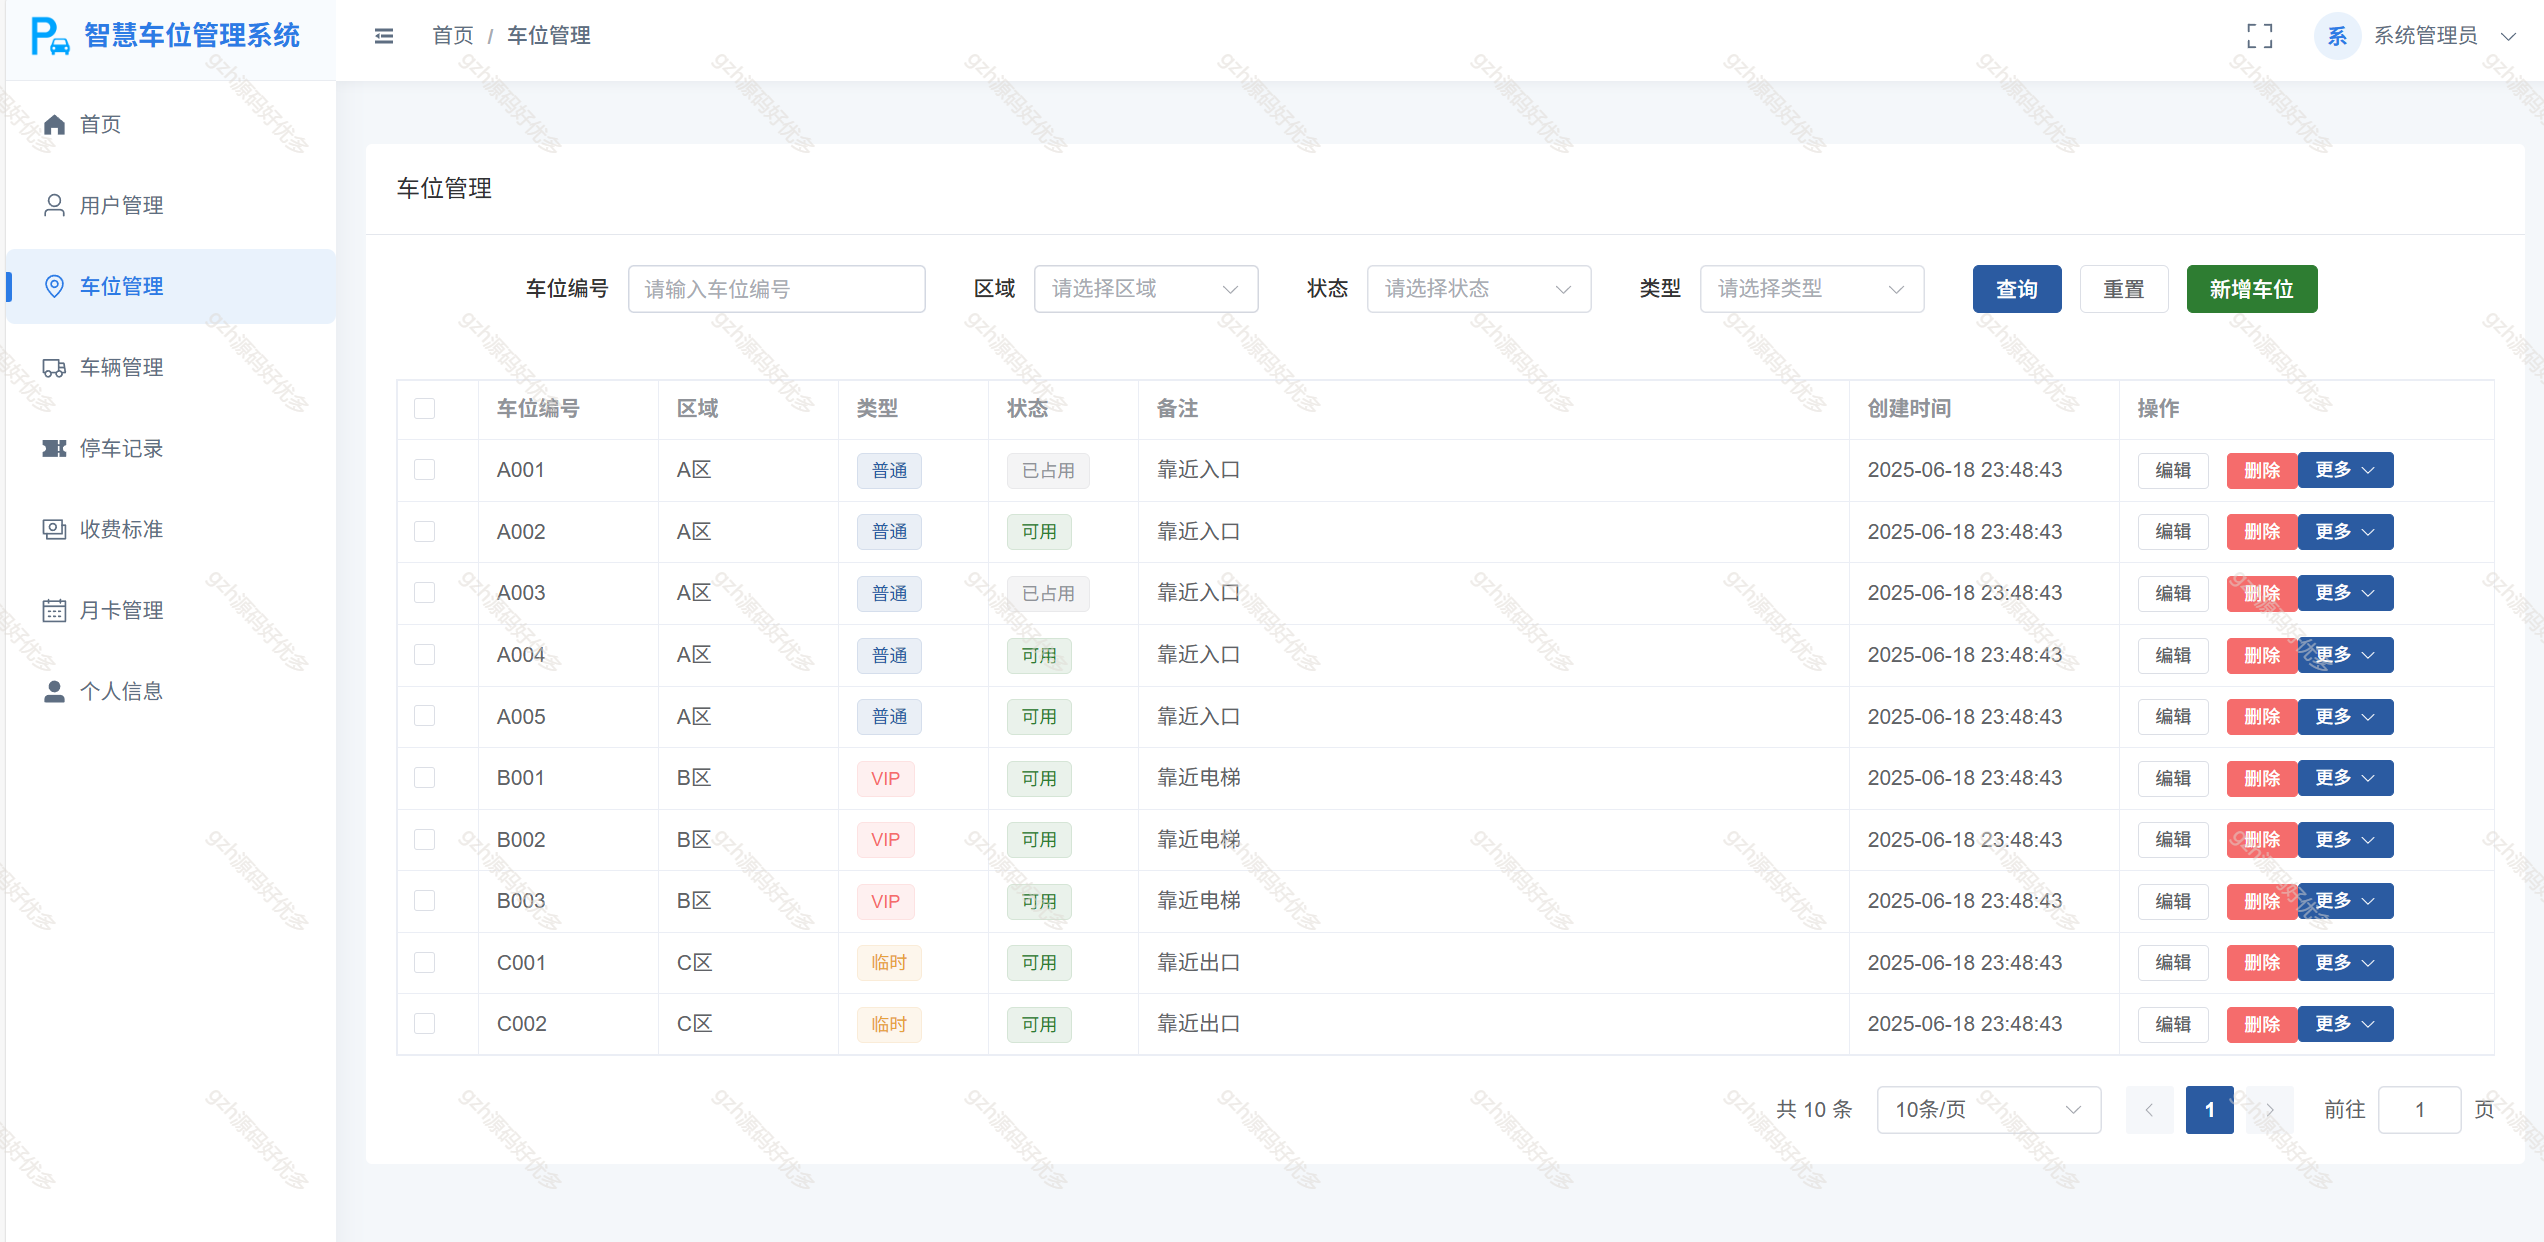 智慧车位管理系统
首页 / 车位管理
系 系统管理员
首页
用户管理
车位管理
车辆管理
停车记录
收费标准
月卡管理
个人信息
车位管理
车位编号 请输入车位编号 区域 请选择区域 状态 请选择状态 类型 请选择类型 查询 重置 新增车位
车位编号 区域 类型 状态 备注 创建时间 操作
A001 A区 普通 已占用 靠近入口 2025-06-18 23:48:43 编辑 删除 更多
A002 A区 普通 可用 靠近入口 2025-06-18 23:48:43 编辑 删除 更多
A003 A区 普通 已占用 靠近入口 2025-06-18 23:48:43 编辑 删除 更多
A004 A区 普通 可用 靠近入口 2025-06-18 23:48:43 编辑 删除 更多
A005 A区 普通 可用 靠近入口 2025-06-18 23:48:43 编辑 删除 更多
B001 B区 VIP 可用 靠近电梯 2025-06-18 23:48:43 编辑 删除 更多
B002 B区 VIP 可用 靠近电梯 2025-06-18 23:48:43 编辑 删除 更多
B003 B区 VIP 可用 靠近电梯 2025-06-18 23:48:43 编辑 删除 更多
C001 C区 临时 可用 靠近出口 2025-06-18 23:48:43 编辑 删除 更多
C002 C区 临时 可用 靠近出口 2025-06-18 23:48:43 编辑 删除 更多
共 10 条 10条/页 1 前往 1 页
gzh源码好优多